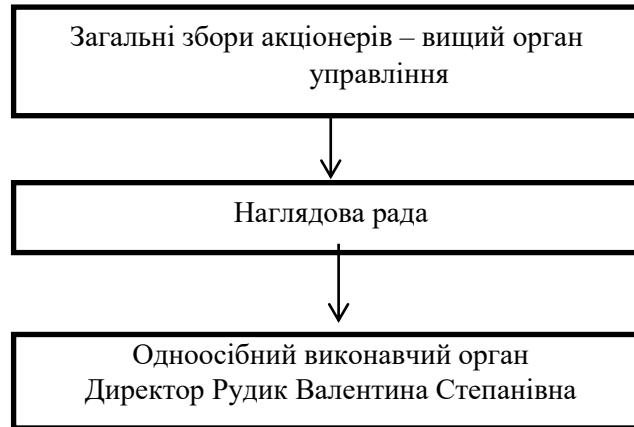 Загальні збори акціонерів – вищий орган
управління
Наглядова рада
Одноосібний виконавчий орган
Директор Рудик Валентина Степанівна